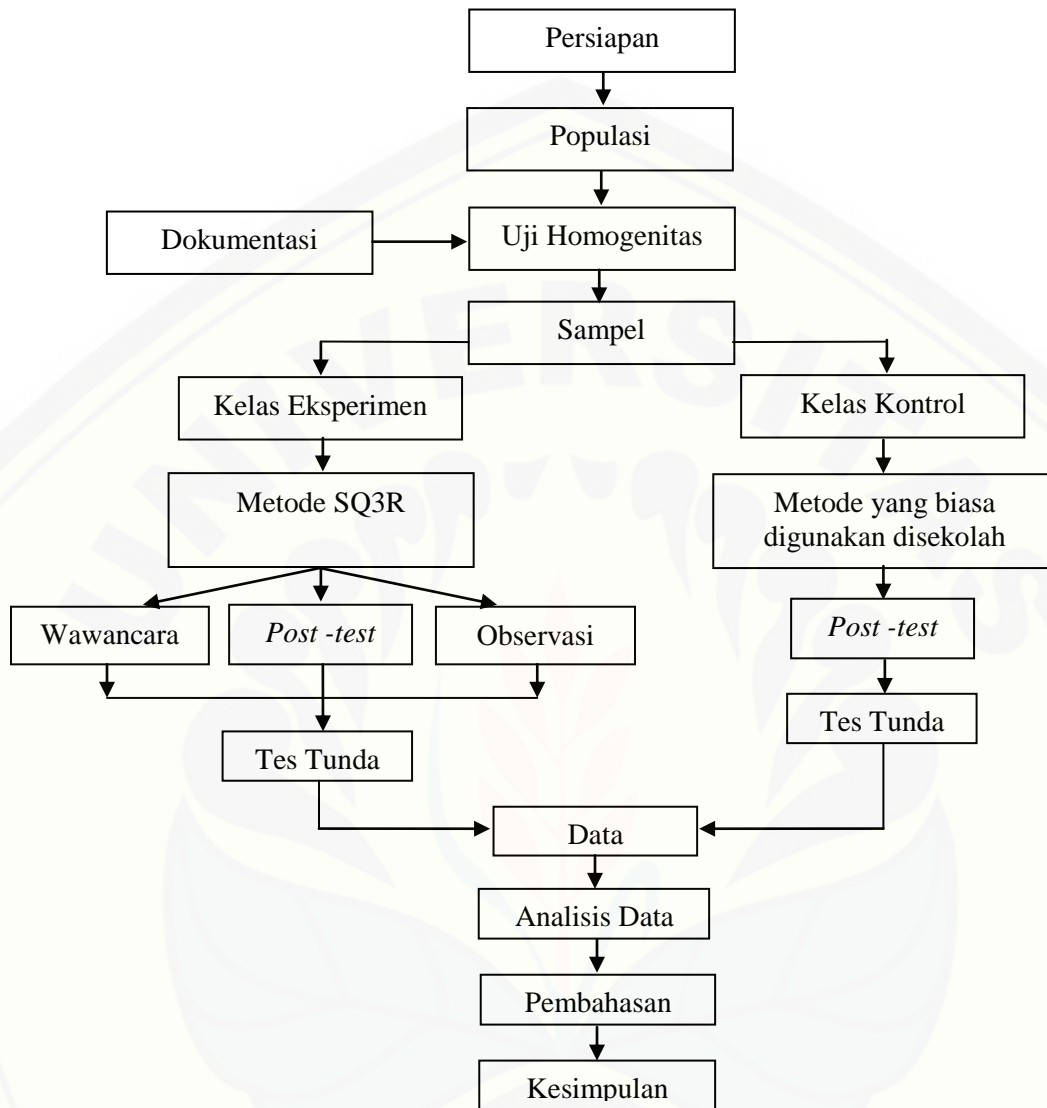 Persiapan
Populasi
Dokumentasi
Uji Homogenitas
Sampel
Kelas Eksperimen
Kelas Kontrol
Metode SQ3R
Metode yang biasa
digunakan disekolah
Wawancara
Post -test
Observasi
Post -test
Tes Tunda
Tes Tunda
Data
Analisis Data
Pembahasan
Kesimpulan
UNIVERSITAS